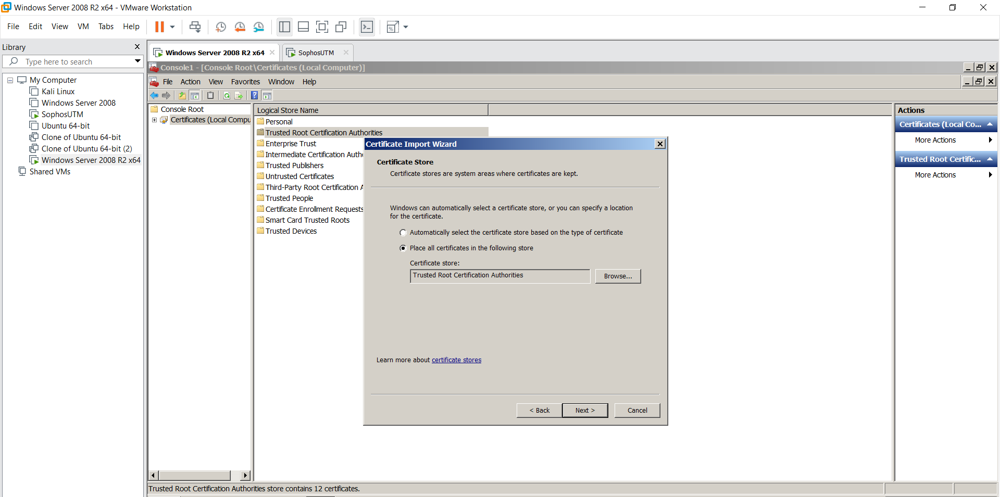 Windows Server 2008 R2 x64 - VMware Workstation
File Edit View VM Tabs Help
Library
Type here to search
My Computer
Kali Linux
Windows Server 2008
SophosUTM
Ubuntu 64-bit
Clone of Ubuntu 64-bit
Clone of Ubuntu 64-bit (2)
Windows Server 2008 R2 x64
Shared VMs
Windows Server 2008 R2 x64 SophosUTM
Console1 - [Console Root\Certificates (Local Computer)]
File Action View Favorites Window Help
Console Root
Certificates (Local Compu
Logical Store Name
Personal
Trusted Root Certification Authorities
Enterprise Trust
Intermediate Certification Autho
Trusted Publishers
Untrusted Certificates
Third-Party Root Certification A
Trusted People
Certificate Enrollment Requests
Smart Card Trusted Roots
Trusted Devices
Certificate Import Wizard
Certificate Store
Certificate stores are system areas where certificates are kept.
Windows can automatically select a certificate store, or you can specify a location
for the certificate.
Automatically select the certificate store based on the type of certificate
Place all certificates in the following store
Certificate store:
Trusted Root Certification Authorities Browse...
Learn more about certificate stores
< Back Next > Cancel
Actions
Certificates (Local Co...
More Actions
Trusted Root Certific...
More Actions
Trusted Root Certification Authorities store contains 12 certificates.